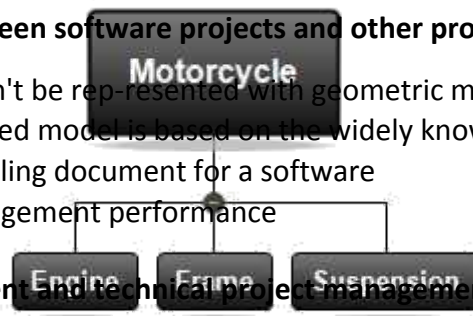 een software projects and other pro
Motorcycle
n't be rep-resented with geometric m
ed model is based on the widely know
ling document for a software
gement performance
Engine Frame Suspension
nt and technical project managemen